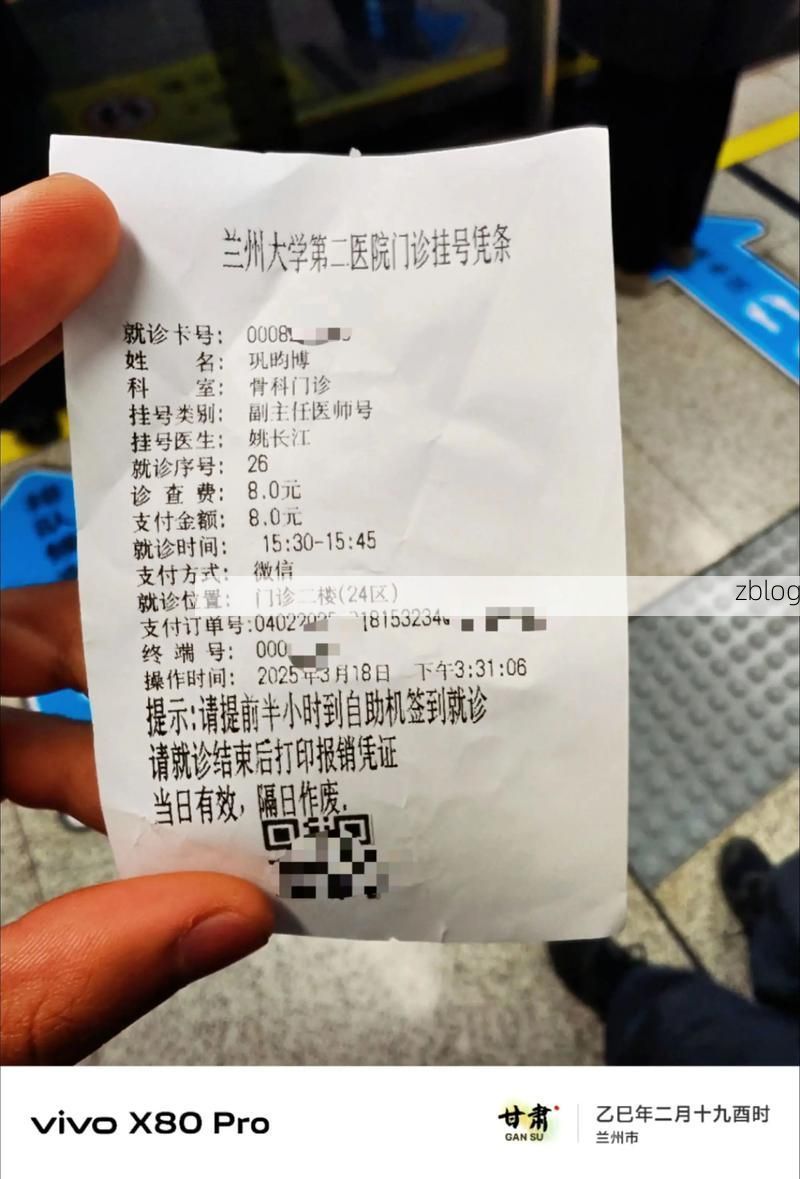 兰州大学第二医院门诊挂号凭条
就诊卡号: 0008
姓 名: 巩昀博
科 室: 骨科门诊
挂号类别: 副主任医师号
挂号医生: 姚长江
就诊序号: 26
诊 查 费: 8.0元
支付金额: 8.0元
就诊时间: 15:30-15:45
支付方式: 微信
就诊位置: 门诊二楼(24区)
zblog
支付订单号:
终 端 号: 000
操作时间: 2025年3月18日 下午3:31:06
提示:请提前半小时到自助机签到就诊
请就诊结束后打印报销凭证
当日有效，隔日作废.
vivo X80 Pro
甘肃
GAN SU
乙巳年二月十九酉时
兰州市